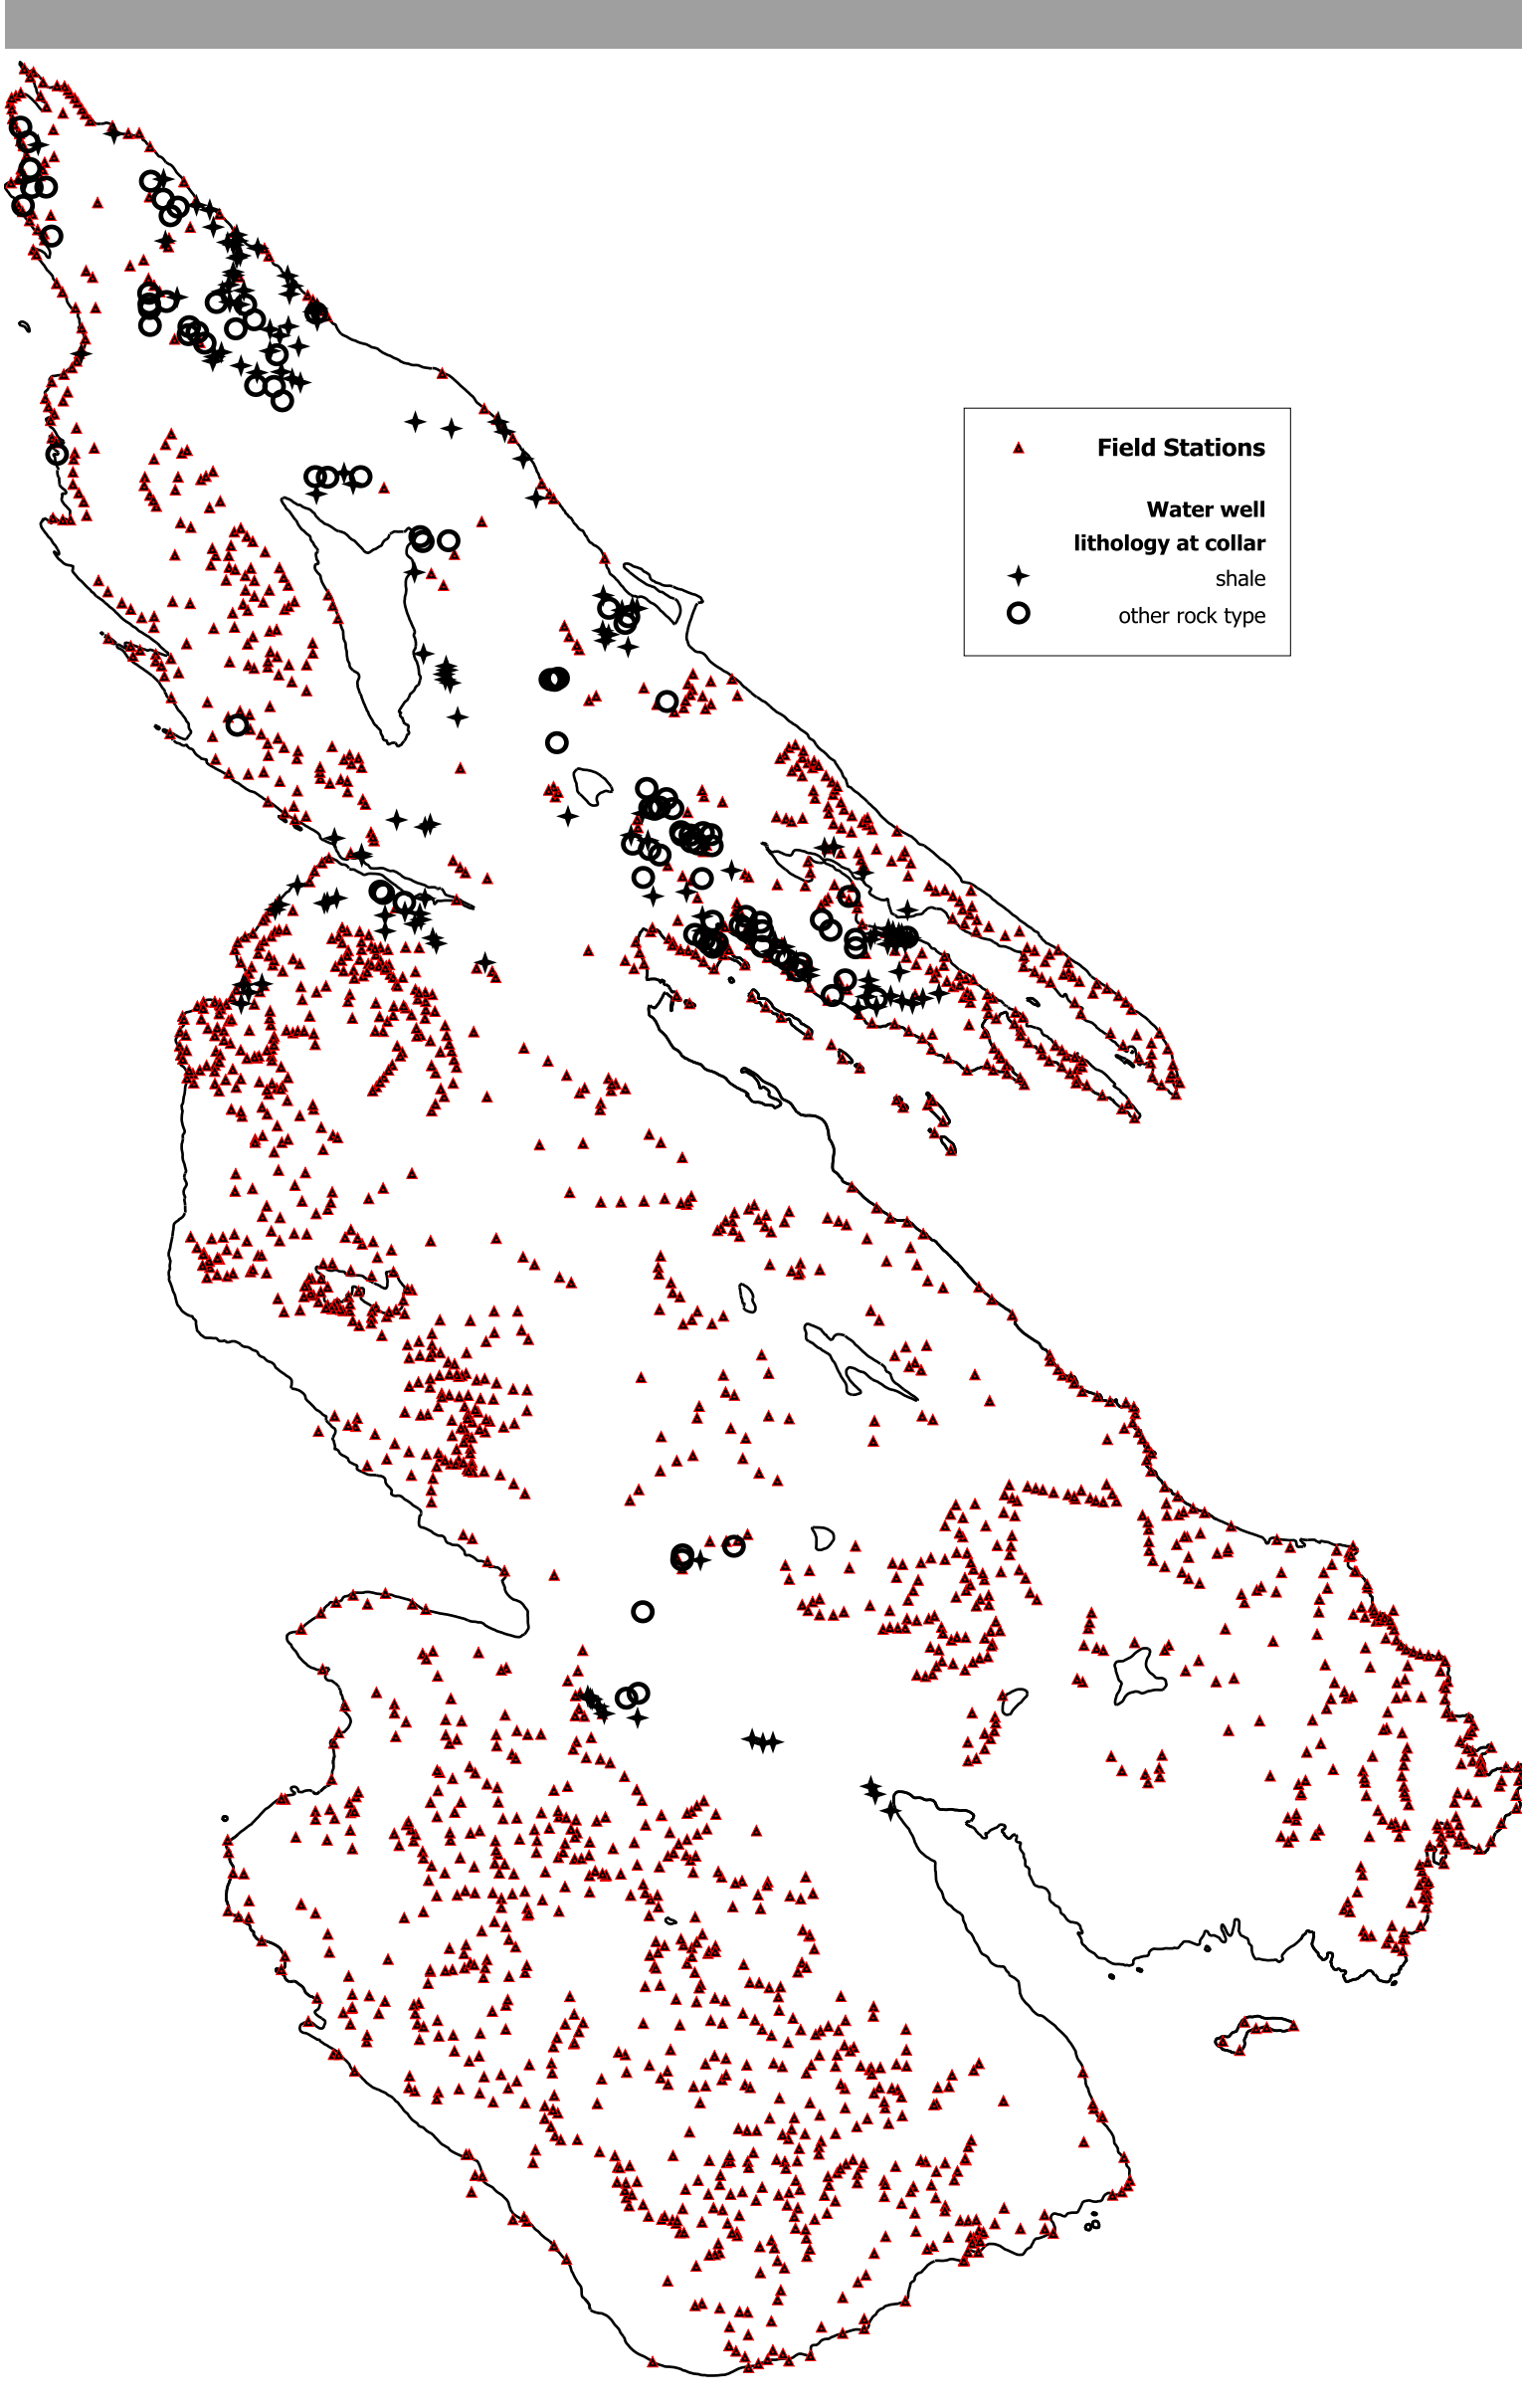 Field Stations
Water well
lithology at collar
shale
other rock type